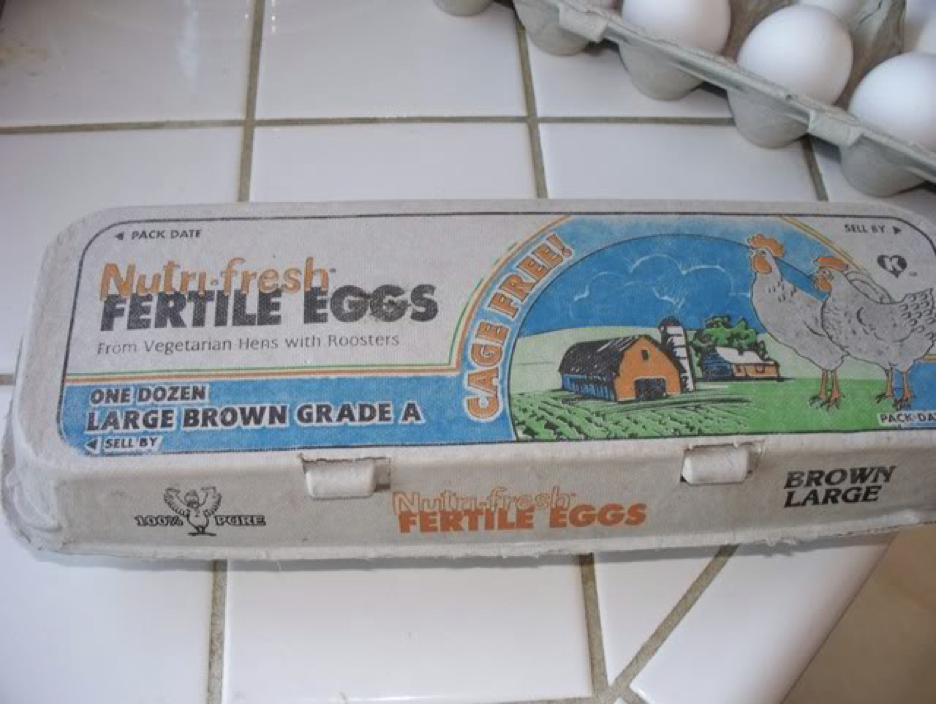 PACK DATE
SELL BY
Nutri-fresh
FERTILE EGGS
From Vegetarian Hens with Roosters
CAGE FREE!
K
ONE DOZEN
LARGE BROWN GRADE A
SELL BY
PACK DA
100% PURE
Nutri-fresh
FERTILE EGGS
BROWN
LARGE